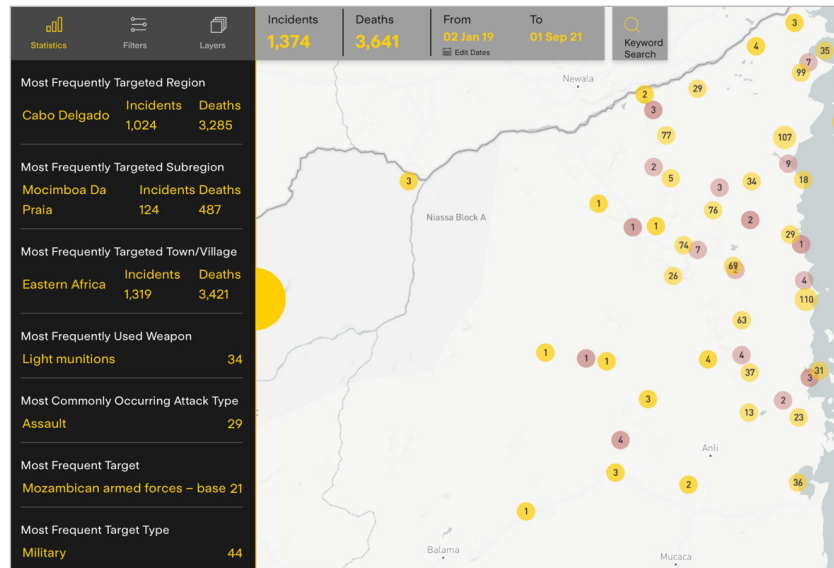 Statistics
Filters
Layers
Incidents
1,374
Deaths
3,641
From
02 Jan 19
Edit Dates
To
01 Sep 21
Keyword
Search
Most Frequently Targeted Region
Cabo Delgado
Incidents Deaths
1,024 3,285
Most Frequently Targeted Subregion
Mocimboa Da
Praia
Incidents Deaths
124 487
Most Frequently Targeted Town/Village
Eastern Africa
Incidents Deaths
1,319 3,421
Most Frequently Used Weapon
Light munitions 34
Most Commonly Occurring Attack Type
Assault 29
Most Frequent Target
Mozambican armed forces – base 21
Most Frequent Target Type
Military 44
3
4
35
7
99
Newala
29
2
3
77
107
2
9
3
5
3
34
18
1
76
2
1
1
Niassa Block A
29
74
7
1
69
26
4
110
63
1
1
1
4
4
37
31
3
3
2
13
23
4
Anli
3
2
36
1
Balama
Mucaca